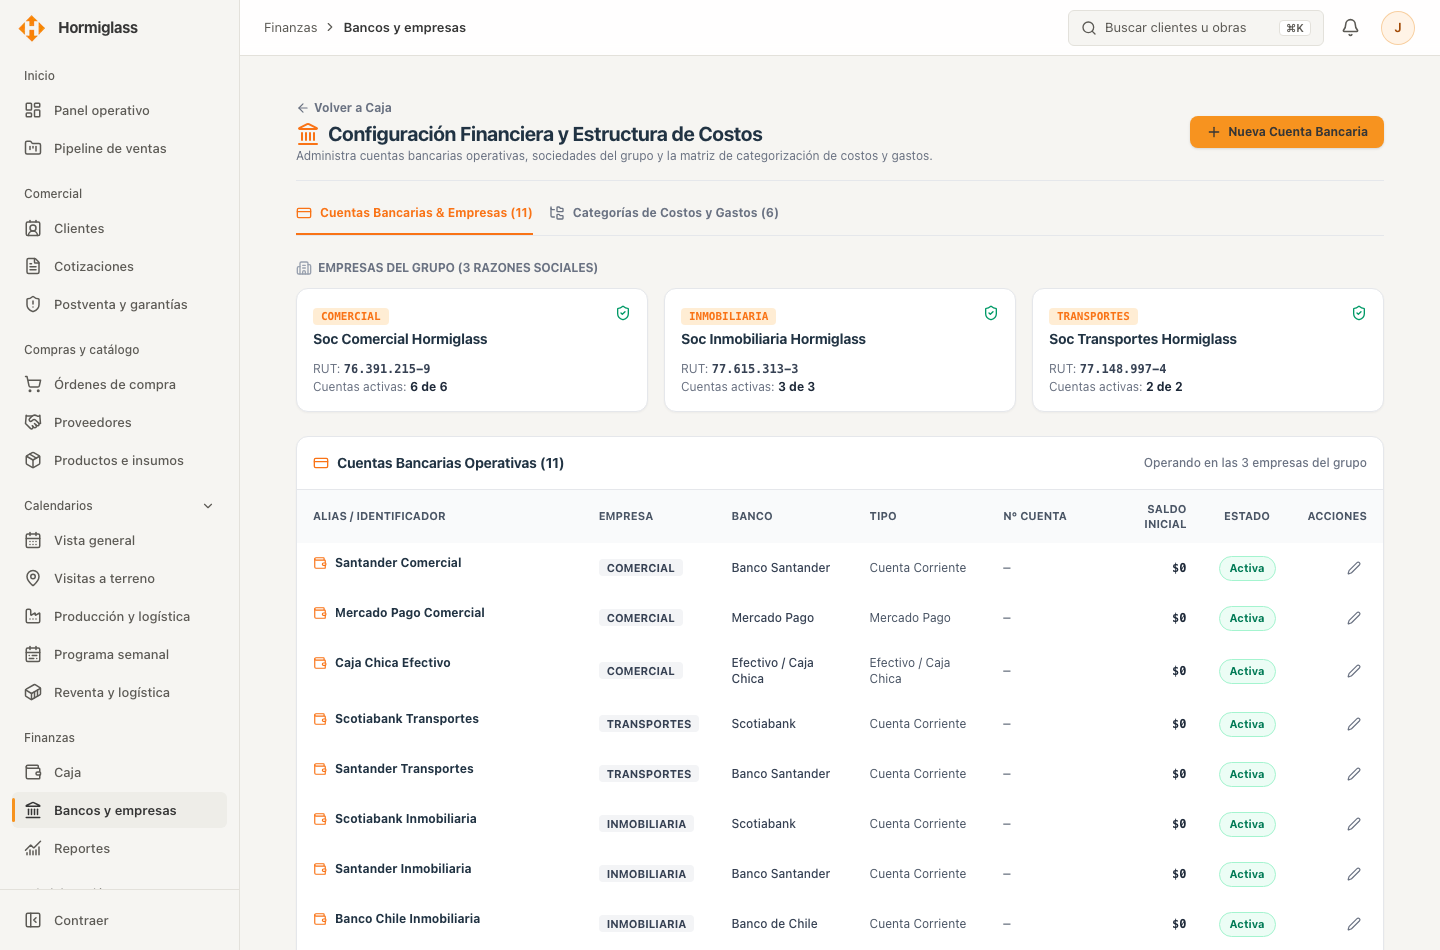 Hormiglass
Inicio
Panel operativo
Pipeline de ventas
Comercial
Clientes
Cotizaciones
Postventa y garantías
Compras y catálogo
Órdenes de compra
Proveedores
Productos e insumos
Calendarios
Vista general
Visitas a terreno
Producción y logística
Programa semanal
Reventa y logística
Finanzas
Caja
Bancos y empresas
Reportes
Contraer
Finanzas > Bancos y empresas
Buscar clientes u obras ⌘K
J
← Volver a Caja
Configuración Financiera y Estructura de Costos
Administra cuentas bancarias operativas, sociedades del grupo y la matriz de categorización de costos y gastos.
+ Nueva Cuenta Bancaria
Cuentas Bancarias & Empresas (11) Categorías de Costos y Gastos (6)
EMPRESAS DEL GRUPO (3 RAZONES SOCIALES)
COMERCIAL
Soc Comercial Hormiglass
RUT: 76.391.215-9
Cuentas activas: 6 de 6
INMOBILIARIA
Soc Inmobiliaria Hormiglass
RUT: 77.615.313-3
Cuentas activas: 3 de 3
TRANSPORTES
Soc Transportes Hormiglass
RUT: 77.148.997-4
Cuentas activas: 2 de 2
Cuentas Bancarias Operativas (11) Operando en las 3 empresas del grupo
ALIAS / IDENTIFICADOR EMPRESA BANCO TIPO Nº CUENTA SALDO INICIAL ESTADO ACCIONES
Santander Comercial COMERCIAL Banco Santander Cuenta Corriente – $0 Activa
Mercado Pago Comercial COMERCIAL Mercado Pago Mercado Pago – $0 Activa
Caja Chica Efectivo COMERCIAL Efectivo / Caja Chica Efectivo / Caja Chica – $0 Activa
Scotiabank Transportes TRANSPORTES Scotiabank Cuenta Corriente – $0 Activa
Santander Transportes TRANSPORTES Banco Santander Cuenta Corriente – $0 Activa
Scotiabank Inmobiliaria INMOBILIARIA Scotiabank Cuenta Corriente – $0 Activa
Santander Inmobiliaria INMOBILIARIA Banco Santander Cuenta Corriente – $0 Activa
Banco Chile Inmobiliaria INMOBILIARIA Banco de Chile Cuenta Corriente – $0 Activa